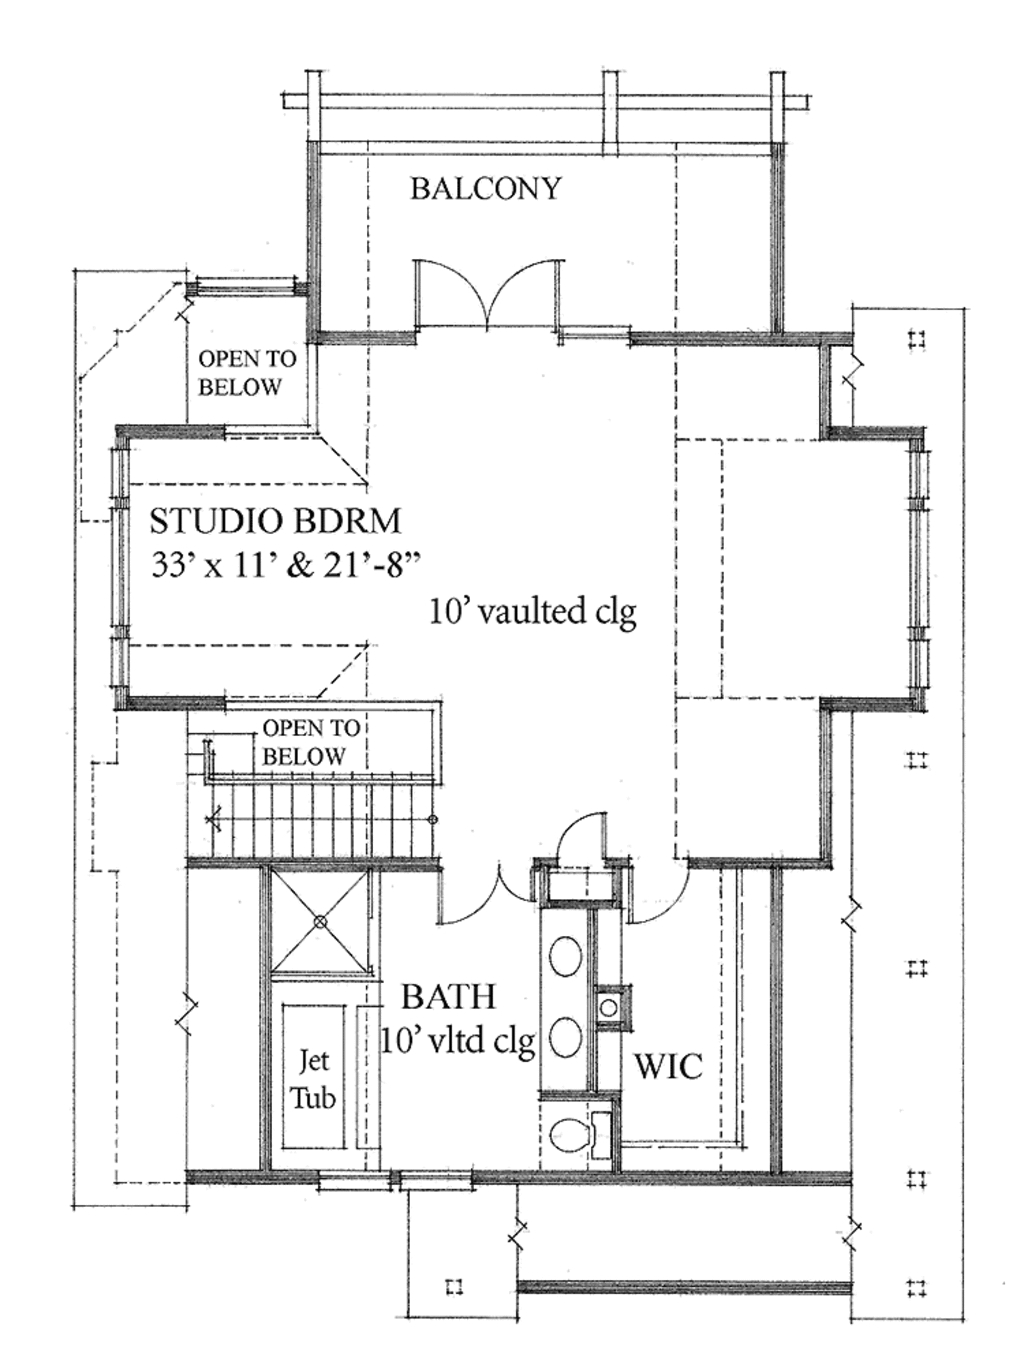 BALCONY
OPEN TO
BELOW
STUDIO BDRM
33’ x 11’ & 21’-8”
10’ vaulted clg
OPEN TO
BELOW
BATH
10’ vltd clg
Jet
Tub
WIC